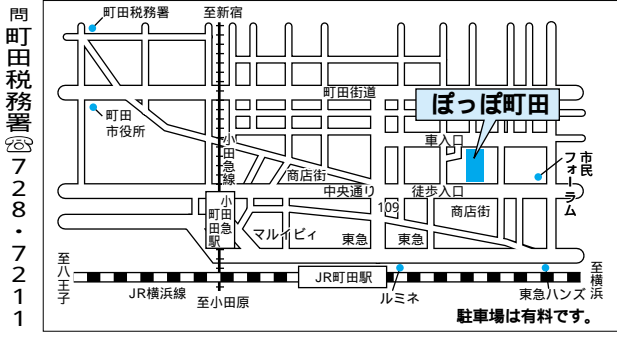 問町田税務署☎728・7211
町田税務署
至新宿
町田街道
ぽっぽ町田
町田
市役所
車入口
小田急線
商店街
中央通り
徒歩入口
市民
フォーラム
109
商店街
小田急
町田駅
マルイビィ
東急
東急
至八王子
JR町田駅
至横浜
JR横浜線
至小田原
ルミネ
東急ハンズ
駐車場は有料です。